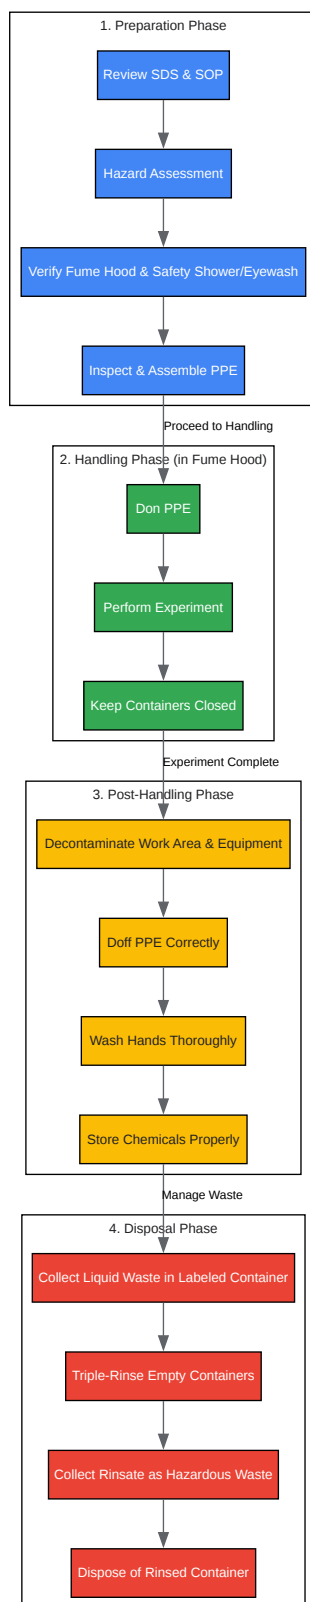 1. Preparation Phase
Review SDS & SOP
Hazard Assessment
Verify Fume Hood & Safety Shower/Eyewash
Inspect & Assemble PPE
Proceed to Handling
2. Handling Phase (in Fume Hood)
Don PPE
Perform Experiment
Keep Containers Closed
Experiment Complete
3. Post-Handling Phase
Decontaminate Work Area & Equipment
Doff PPE Correctly
Wash Hands Thoroughly
Store Chemicals Properly
Manage Waste
4. Disposal Phase
Collect Liquid Waste in Labeled Container
Triple-Rinse Empty Containers
Collect Rinsate as Hazardous Waste
Dispose of Rinsed Container